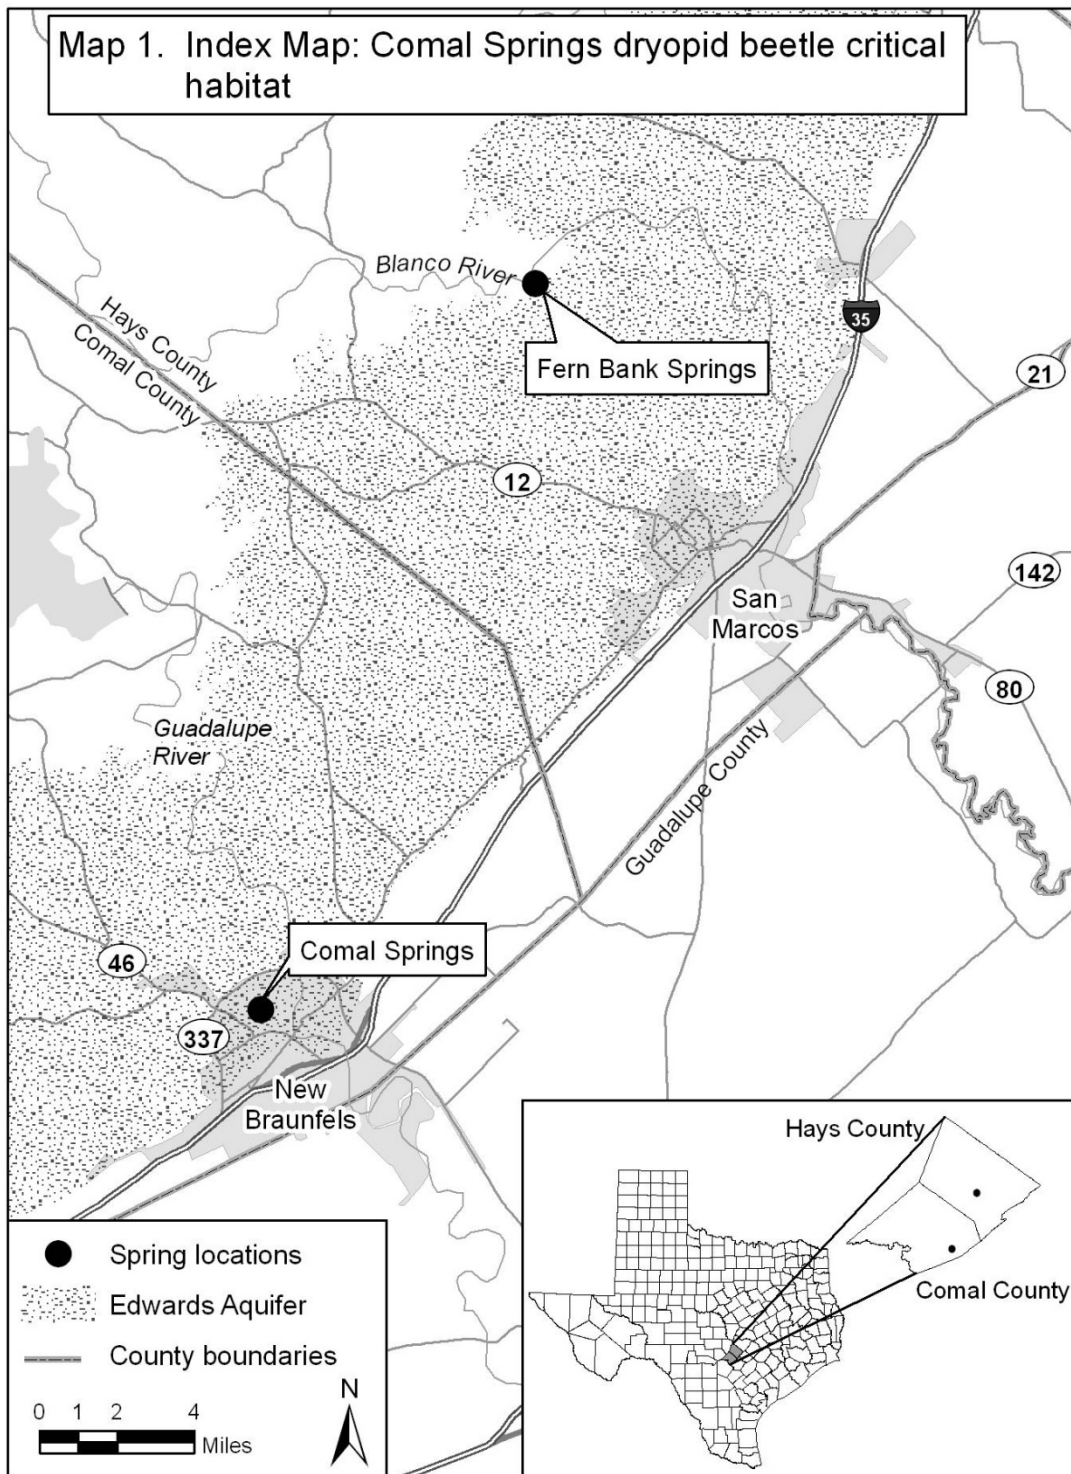 Map 1. Index Map: Comal Springs dryopid beetle critical
habitat
Blanco River
Hays County
Comal County
Fern Bank Springs
35
21
12
142
San
Marcos
80
Guadalupe
River
Guadalupe County
Comal Springs
46
337
New
Braunfels
Hays County
Comal County
Spring locations
Edwards Aquifer
County boundaries
N
0 1 2 4
Miles